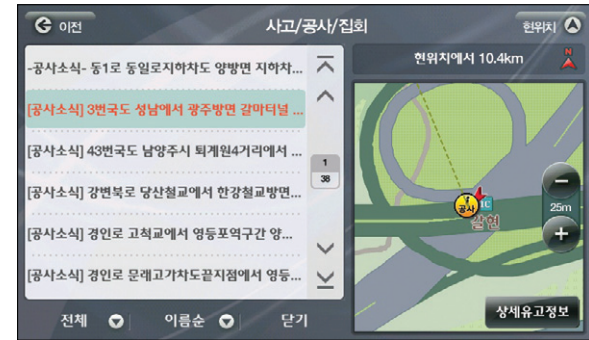 이전
사고/공사/집회
현위치
-공사소식- 동1로 동일로지하차도 양방면 지하차...
[공사소식] 3번국도 성남에서 광주방면 갈마터널 ...
[공사소식] 43번국도 남양주시 퇴계원4거리에서 ...
[공사소식] 강변북로 당산철교에서 한강철교방면...
[공사소식] 경인로 고척교에서 영등포역구간 양...
[공사소식] 경인로 문래고가차도끝지점에서 영등...
1
38
전체
이름순
닫기
현위치에서 10.4km
N
공사
IC
갈현
25m
상세유고정보